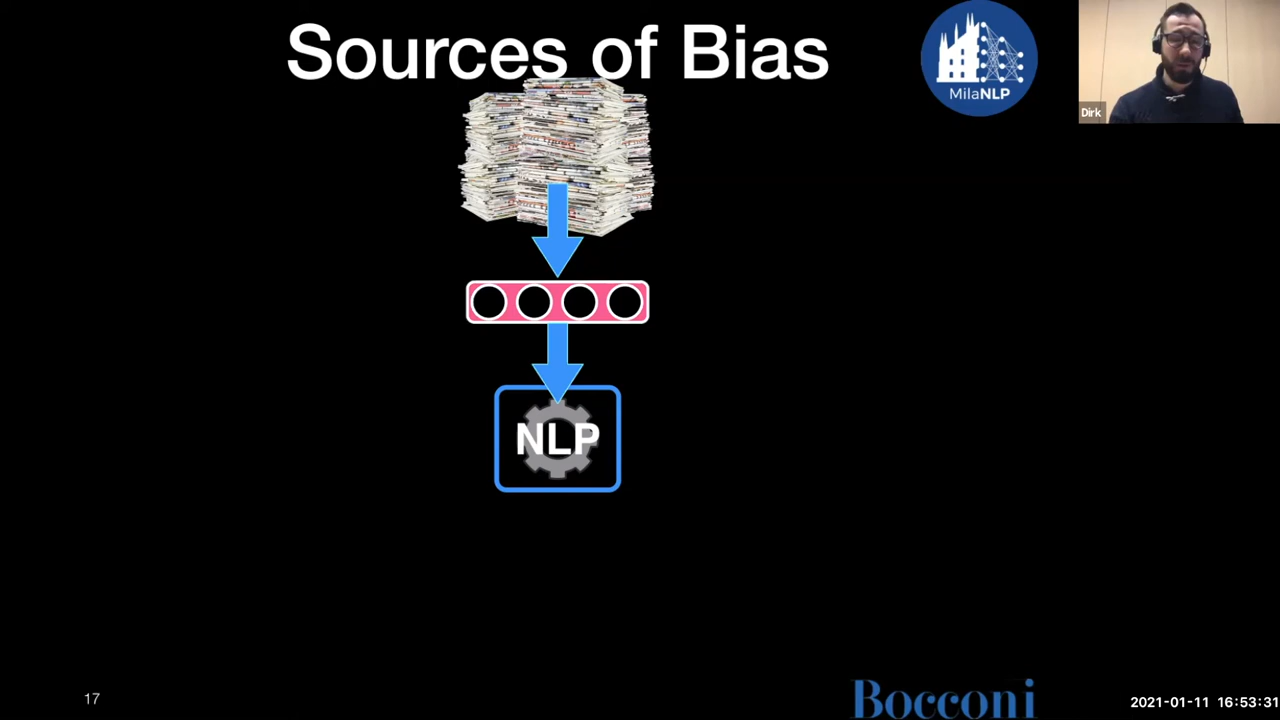 Sources of Bias
MilaNLP
Dirk
NLP
17
Bocconi
2021-01-11 16:53:31